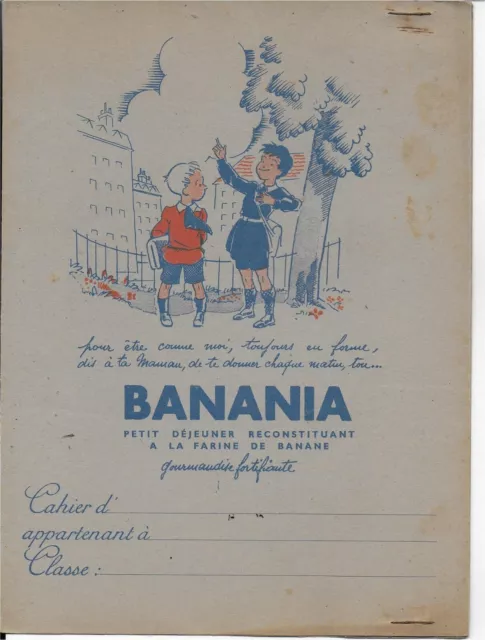 pour être comme moi, toujours en forme,
dis à ta Maman, de te donner chaque matin, ton...
BANANIA
PETIT DÉJEUNER RECONSTITUANT
A LA FARINE DE BANANE
gourmandise fortifiante
Cahier d'
appartenant à
Classe :